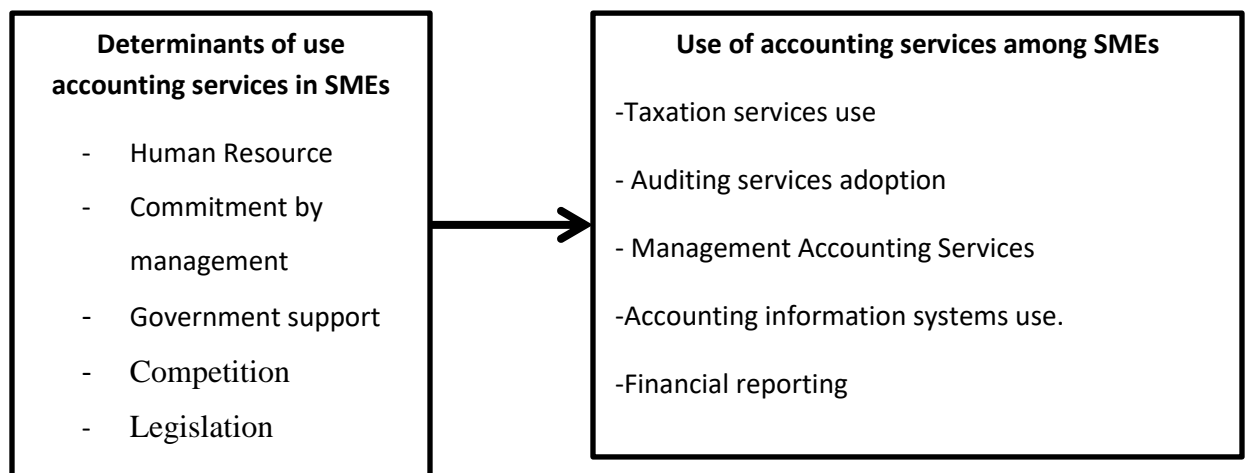 Determinants of use
accounting services in SMEs
- Human Resource
- Commitment by
management
- Government support
- Competition
- Legislation
Use of accounting services among SMEs
-Taxation services use
- Auditing services adoption
- Management Accounting Services
-Accounting information systems use.
-Financial reporting